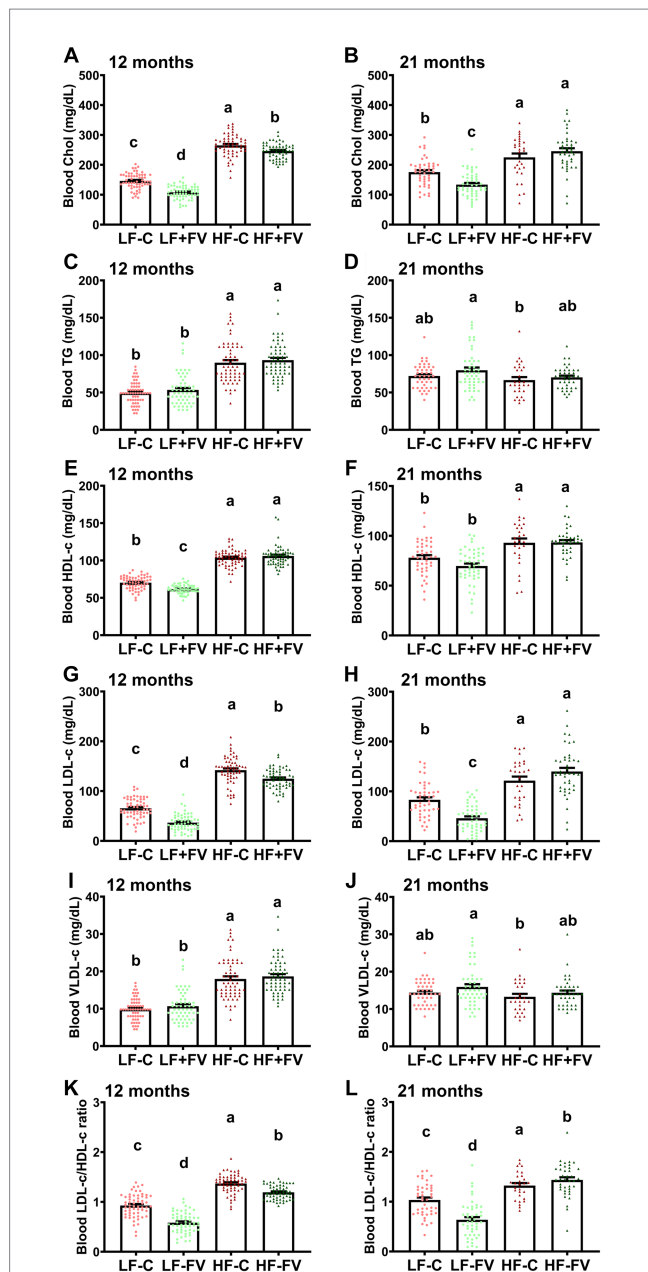 A 12 months
Blood Chol (mg/dL)
500
400
300
200
100
0
c
d
a
b
LF-C LF+FV HF-C HF+FV
B 21 months
Blood Chol (mg/dL)
500
400
300
200
100
0
b
c
a
a
LF-C LF+FV HF-C HF+FV
C 12 months
Blood TG (mg/dL)
200
150
100
50
0
b
b
a
a
LF-C LF+FV HF-C HF+FV
D 21 months
Blood TG (mg/dL)
200
150
100
50
0
ab
a
b
ab
LF-C LF+FV HF-C HF+FV
E 12 months
Blood HDL-c (mg/dL)
200
150
100
50
0
b
c
a
a
LF-C LF+FV HF-C HF+FV
F 21 months
Blood HDL-c (mg/dL)
150
100
50
0
b
b
a
a
LF-C LF+FV HF-C HF+FV
G 12 months
Blood LDL-c (mg/dL)
300
200
100
0
c
d
a
b
LF-C LF+FV HF-C HF+FV
H 21 months
Blood LDL-c (mg/dL)
300
200
100
0
b
c
a
a
LF-C LF+FV HF-C HF+FV
I 12 months
Blood VLDL-c (mg/dL)
40
30
20
10
0
b
b
a
a
LF-C LF+FV HF-C HF+FV
J 21 months
Blood VLDL-c (mg/dL)
40
30
20
10
0
ab
a
b
ab
LF-C LF+FV HF-C HF+FV
K 12 months
Blood LDL-c/HDL-c ratio
3
2
1
0
c
d
a
b
LF-C LF-FV HF-C HF-FV
L 21 months
Blood LDL-c/HDL-c ratio
3
2
1
0
c
d
a
b
LF-C LF-FV HF-C HF-FV